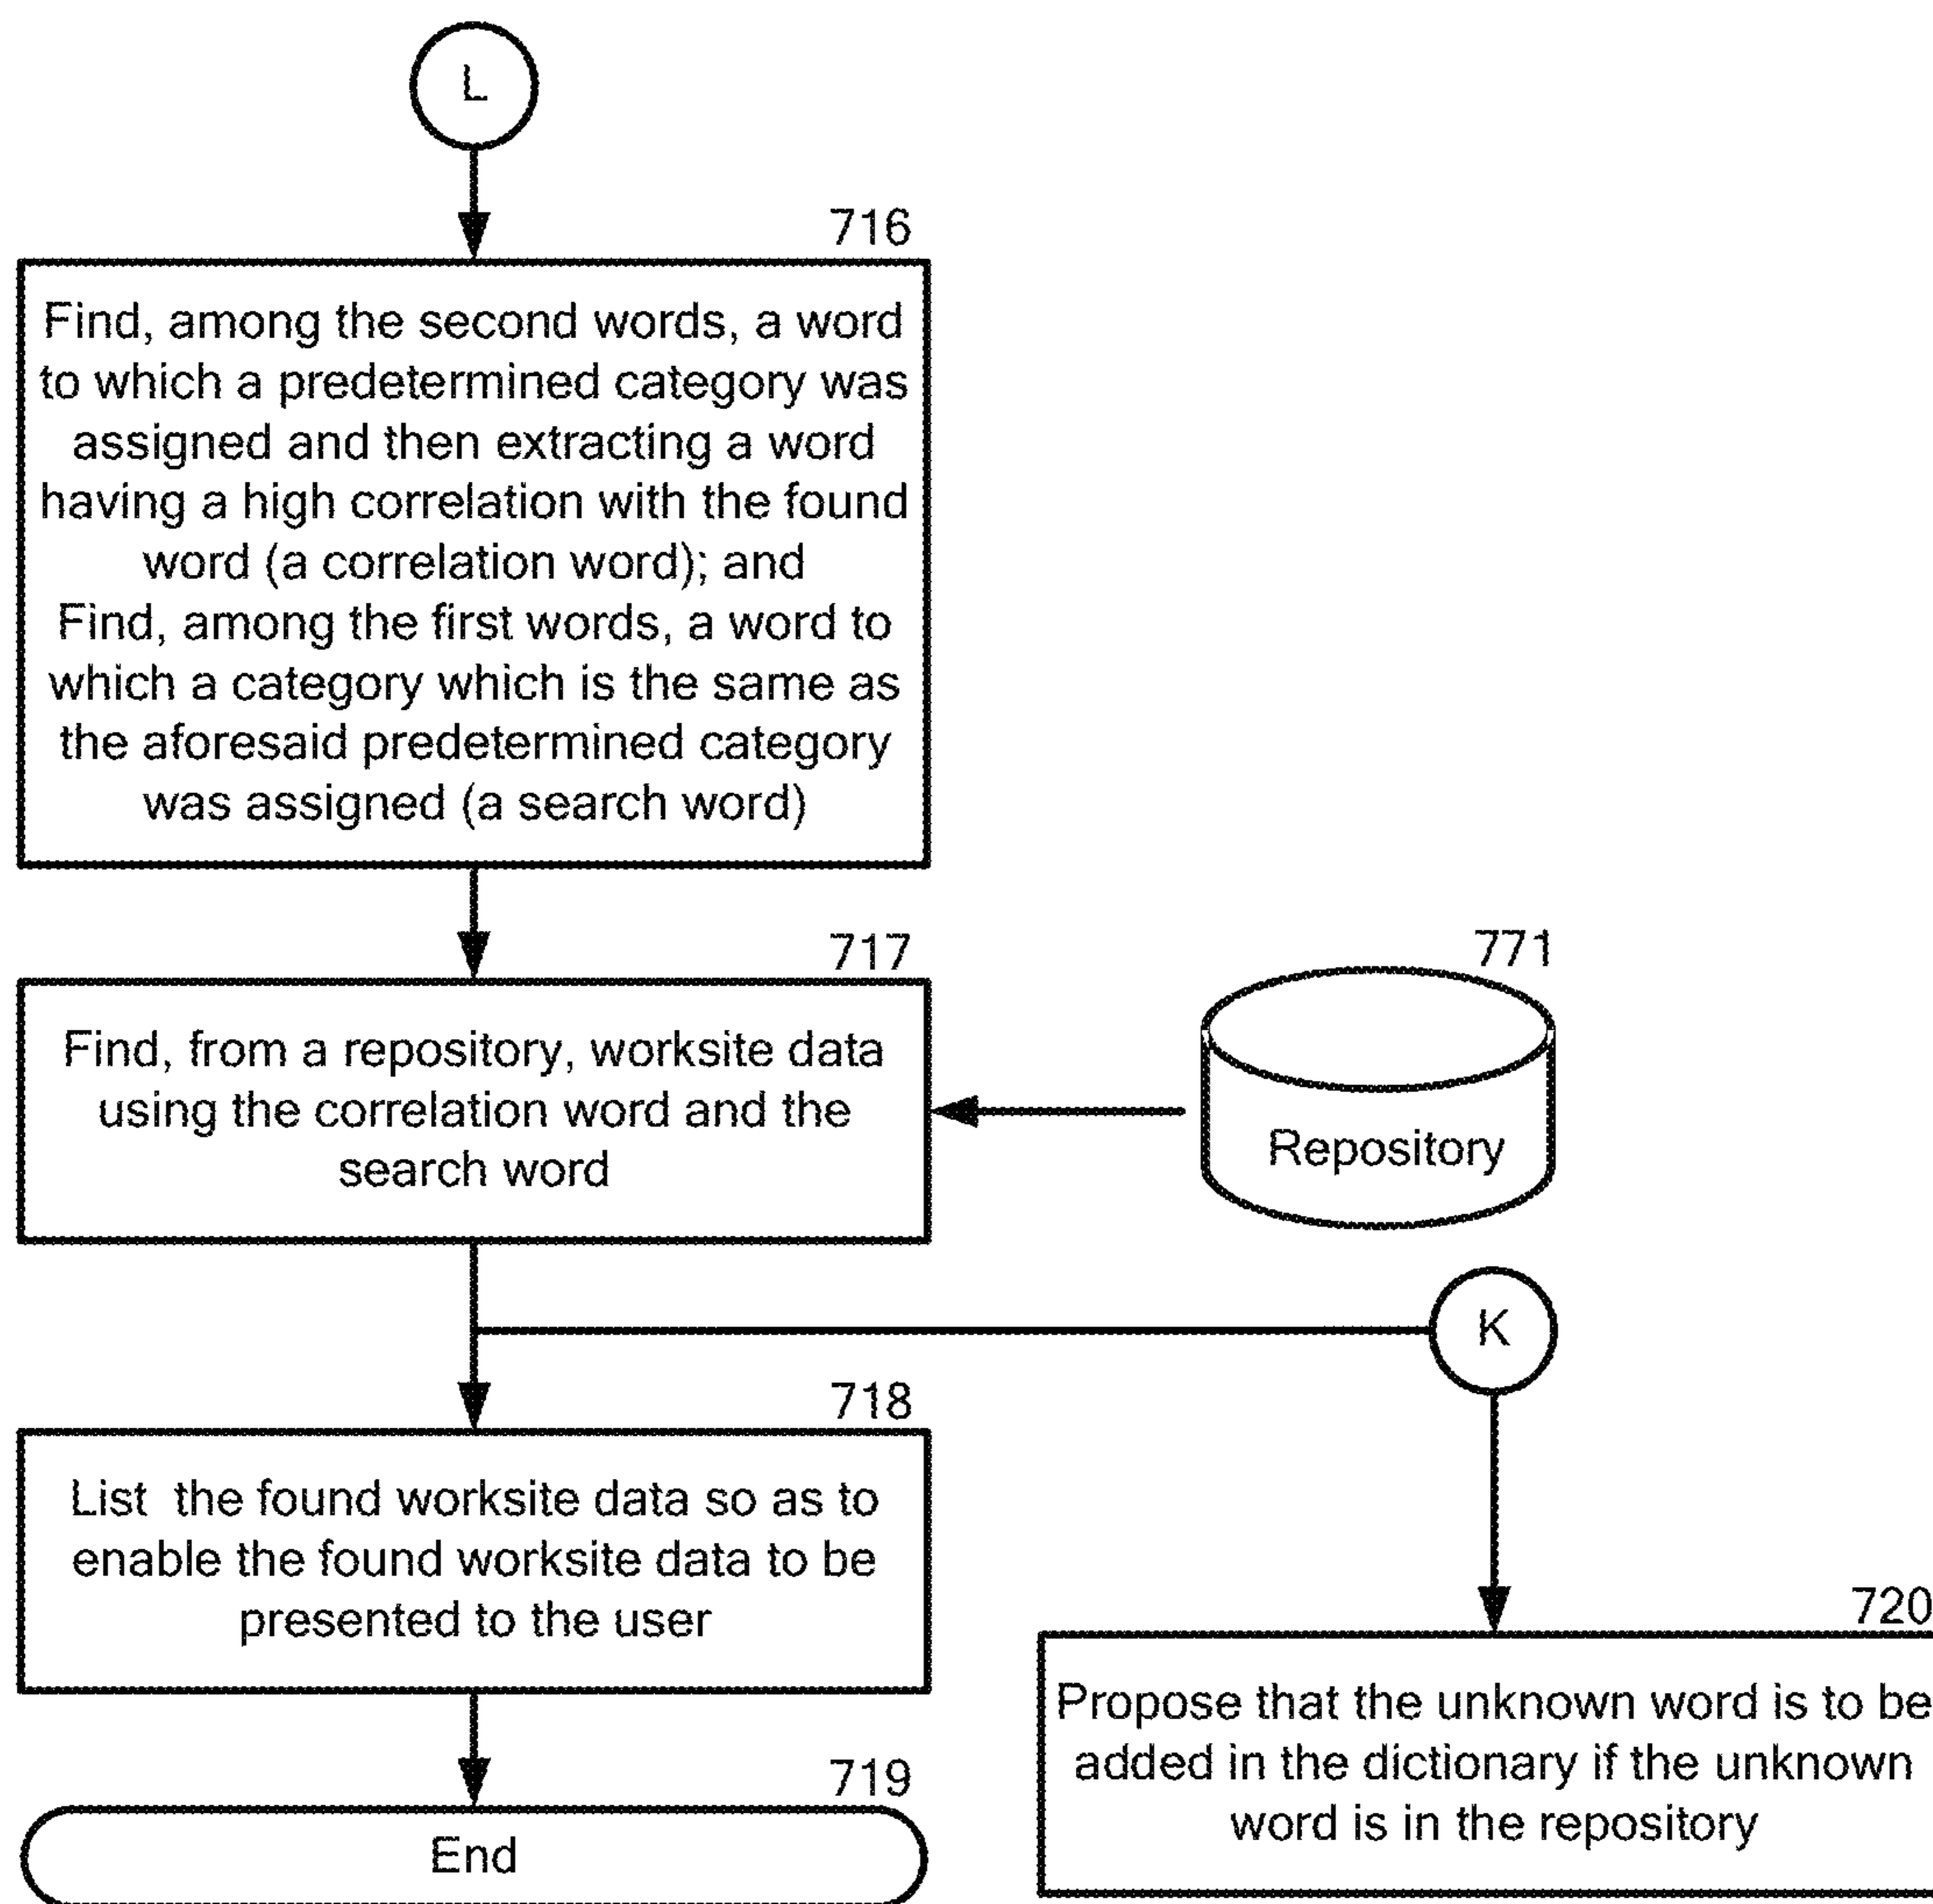 L
716
Find, among the second words, a word
to which a predetermined category was
assigned and then extracting a word
having a high correlation with the found
word (a correlation word); and
Find, among the first words, a word to
which a category which is the same as
the aforesaid predetermined category
was assigned (a search word)
717
Find, from a repository, worksite data
using the correlation word and the
search word
771
Repository
K
718
List the found worksite data so as to
enable the found worksite data to be
presented to the user
719
End
720
Propose that the unknown word is to be
added in the dictionary if the unknown
word is in the repository